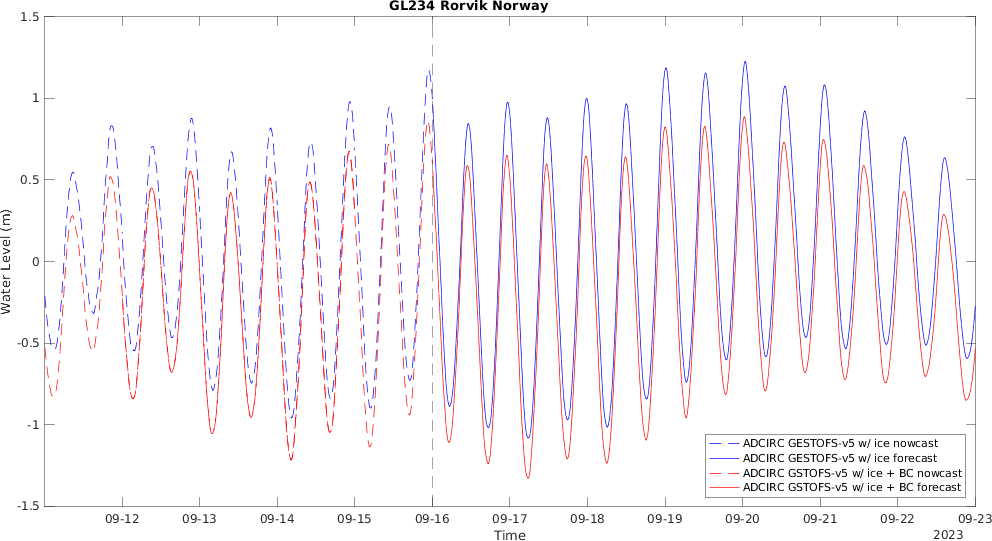 GL234 Rorvik Norway
1.5
1
0.5
0
-0.5
-1
-1.5
Water Level (m)
09-12 09-13 09-14 09-15 09-16 09-17 09-18 09-19 09-20 09-21 09-22 09-23
Time
2023
ADCIRC GESTOFS-v5 w/ ice nowcast
ADCIRC GESTOFS-v5 w/ ice forecast
ADCIRC GSTOFS-v5 w/ ice + BC nowcast
ADCIRC GSTOFS-v5 w/ ice + BC forecast